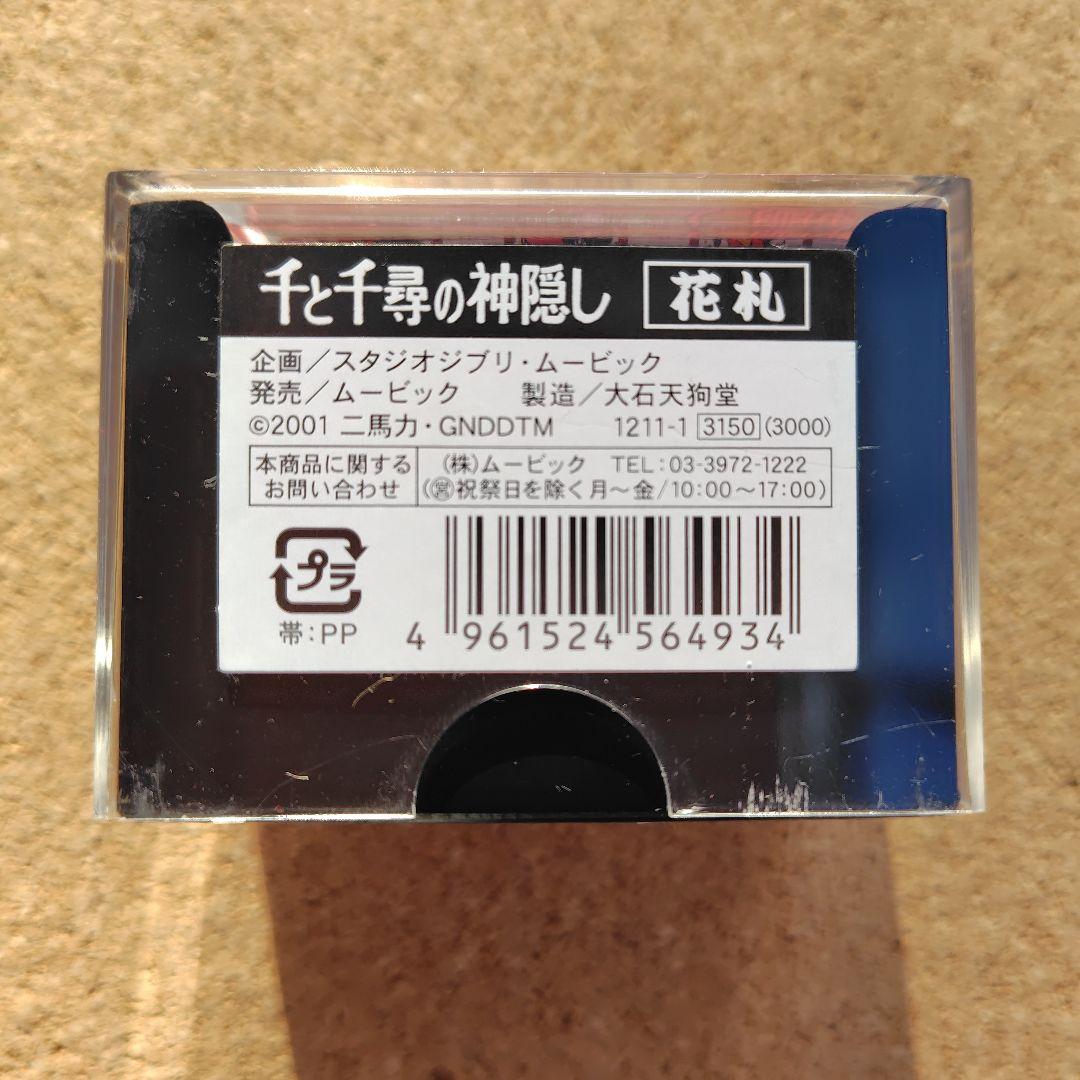 千と千尋の神隠し 花札
企画/スタジオジブリ・ムービック
発売/ムービック 製造/大石天狗堂
©2001 二馬力・GNDDTM 1211-1 3150 (3000)
本商品に関する
お問い合わせ
(株)ムービック TEL:03-3972-1222
(営祝祭日を除く月~金/10:00~17:00)
プラ
帯:PP
4 961524 564934